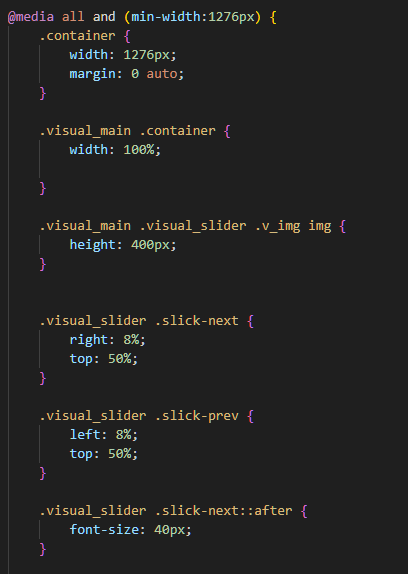 @media all and (min-width:1276px) {
    .container {
        width: 1276px;
        margin: 0 auto;
    }

    .visual_main .container {
        width: 100%;

    }

    .visual_main .visual_slider .v_img img {
        height: 400px;
    }


    .visual_slider .slick-next {
        right: 8%;
        top: 50%;
    }

    .visual_slider .slick-prev {
        left: 8%;
        top: 50%;
    }

    .visual_slider .slick-next::after {
        font-size: 40px;
    }